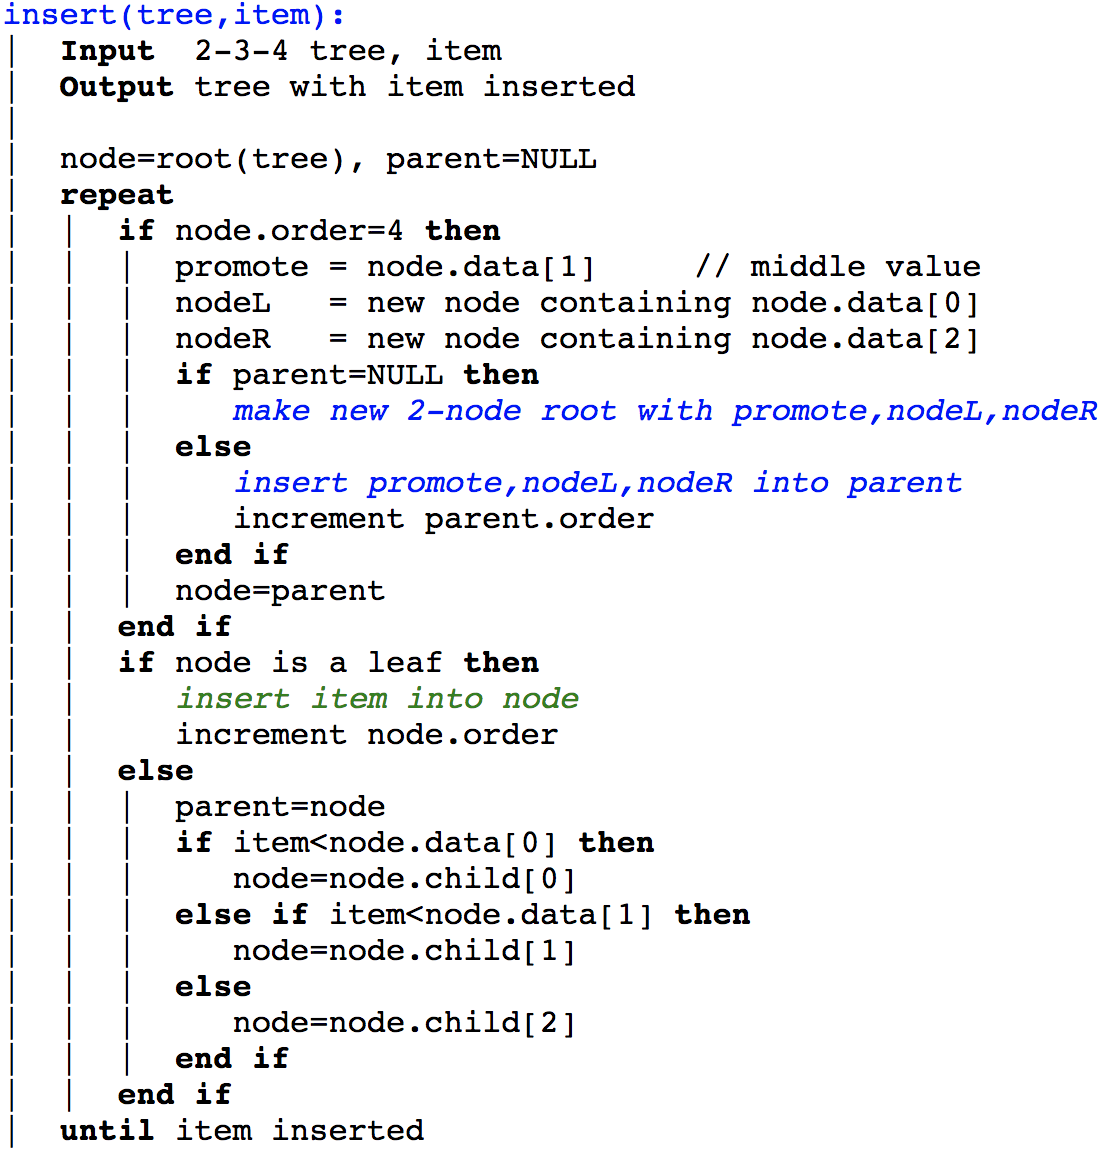 insert(tree,item):
Input 2-3-4 tree, item
Output tree with item inserted
node=root(tree), parent=NULL
repeat
if node.order=4 then
promote = node.data[1] // middle value
nodeL = new node containing node.data[0]
nodeR = new node containing node.data[2]
if parent=NULL then
make new 2-node root with promote,nodeL,nodeR
else
insert promote,nodeL,nodeR into parent
increment parent.order
end if
node=parent
end if
if node is a leaf then
insert item into node
increment node.order
else
parent=node
if item<node.data[0] then
node=node.child[0]
else if item<node.data[1] then
node=node.child[1]
else
node=node.child[2]
end if
end if
until item inserted